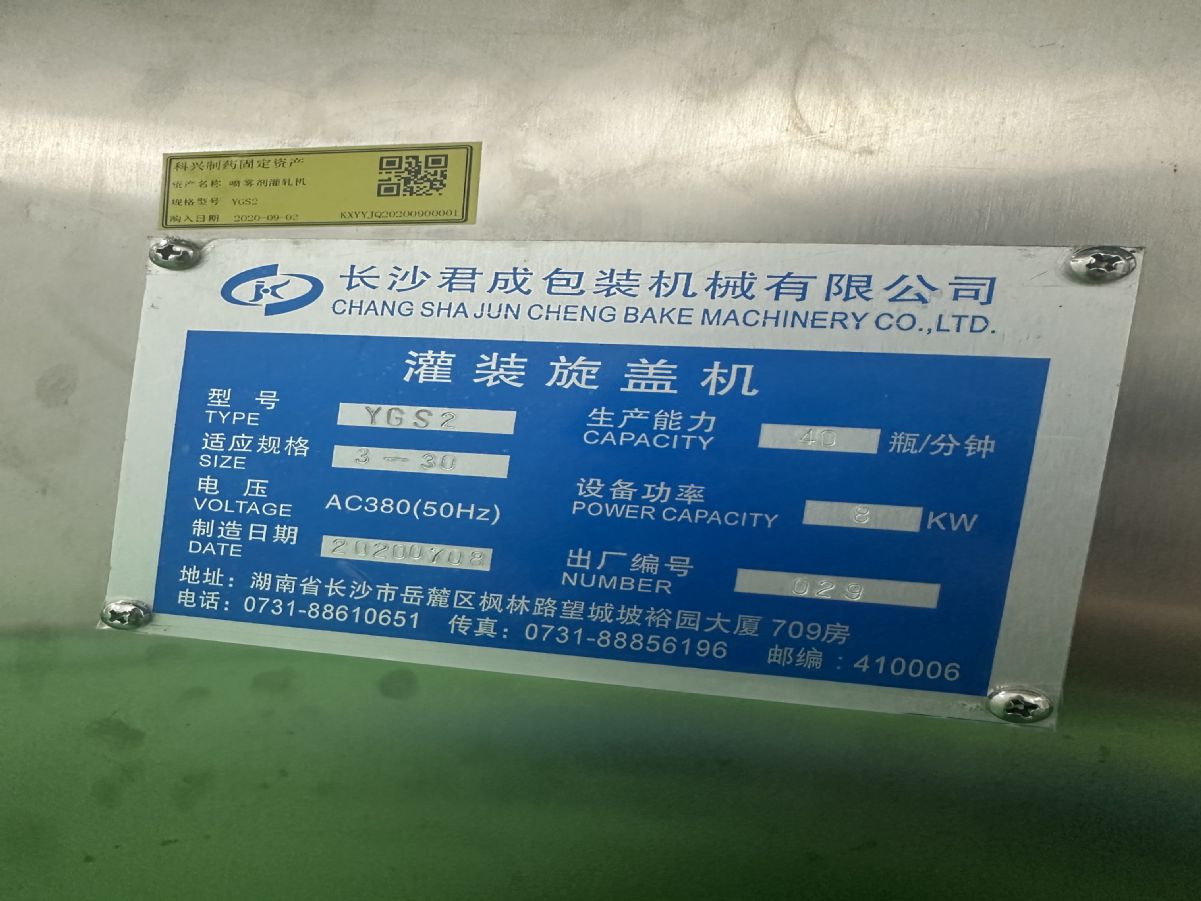 科兴制药固定资产
资产名称 喷雾剂灌轧机
规格型号 YGS2
购入日期 2020-09-02 KXYYJQ20200900001
长沙君成包装机械有限公司
CHANG SHA JUN CHENG BAKE MACHINERY CO.,LTD.
灌装旋盖机
型号 YGS2 生产能力 40 瓶/分钟
TYPE CAPACITY
适应规格 3—30
SIZE
电压 AC380(50Hz) 设备功率 8 KW
VOLTAGE POWER CAPACITY
制造日期 出厂编号 029
DATE NUMBER
地址：湖南省长沙市岳麓区枫林路望城坡裕园大厦 709房
电话：0731-88610651 传真：0731-88856196 邮编：410006